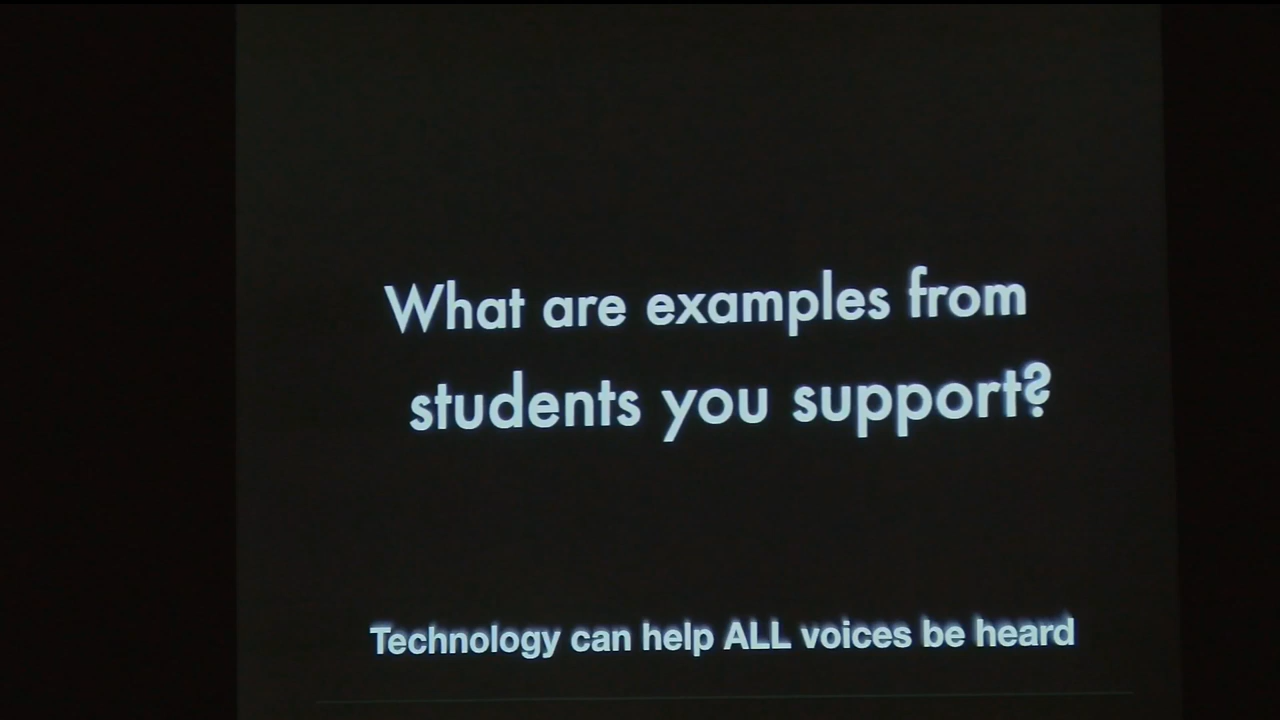 What are examples from
students you support?
Technology can help ALL voices be heard